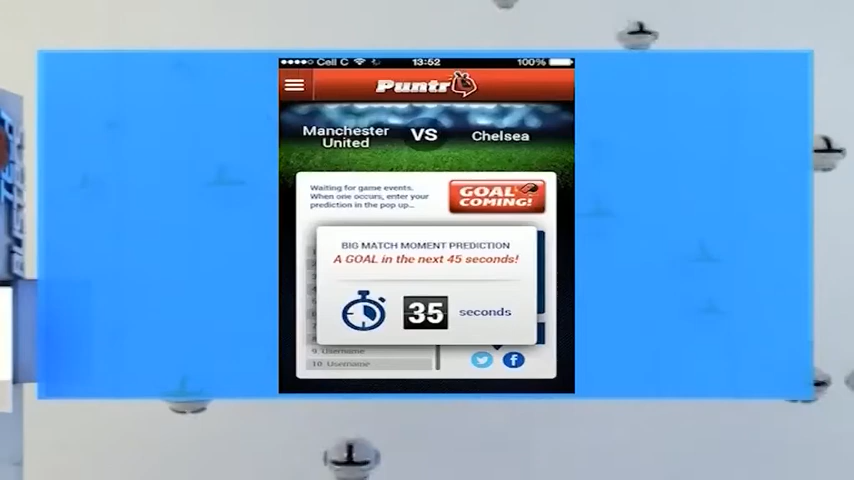 Cell C
13:52
100%
Puntr
Manchester
United
VS
Chelsea
Waiting for game events.
When one occurs, enter your
prediction in the pop up...
GOAL
COMING!
BIG MATCH MOMENT PREDICTION
A GOAL in the next 45 seconds!
35
seconds
9. Username
10. Username